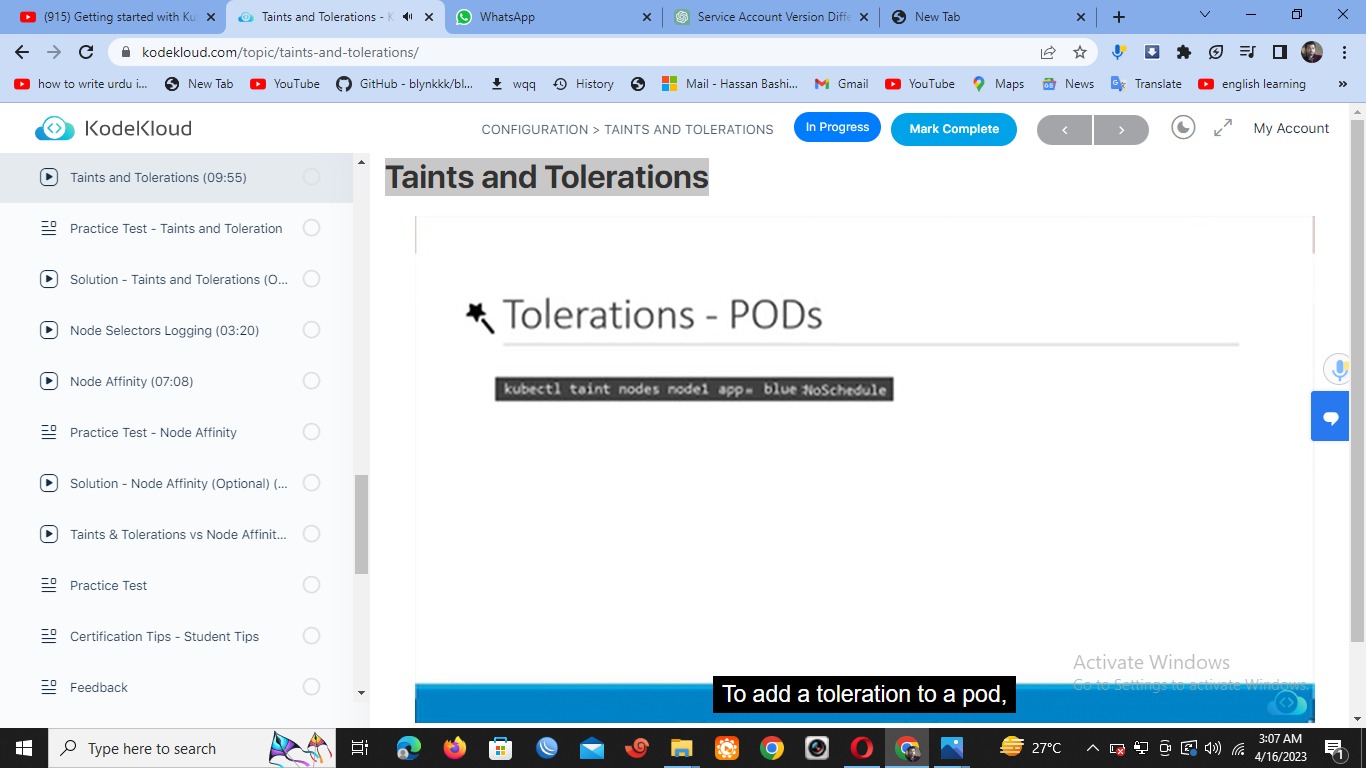 (915) Getting started with Ku
Taints and Tolerations - K
WhatsApp
Service Account Version Diffe
New Tab
kodekloud.com/topic/taints-and-tolerations/
how to write urdu i...
New Tab
YouTube
GitHub - blynkkk/bl...
wqq
History
Mail - Hassan Bashi...
Gmail
YouTube
Maps
News
Translate
english learning
»
KodeKloud
CONFIGURATION > TAINTS AND TOLERATIONS
In Progress
Mark Complete
My Account
Taints and Tolerations (09:55)
Practice Test - Taints and Toleration
Solution - Taints and Tolerations (O...
Node Selectors Logging (03:20)
Node Affinity (07:08)
Practice Test - Node Affinity
Solution - Node Affinity (Optional) (...
Taints & Tolerations vs Node Affinit...
Practice Test
Certification Tips - Student Tips
Feedback
Taints and Tolerations
Tolerations - PODs
kubectl taint nodes node1 app= blue:NoSchedule
To add a toleration to a pod,
Activate Windows
Go to Settings to activate Windows.
Type here to search
27°C
3:07 AM
4/16/2023
1